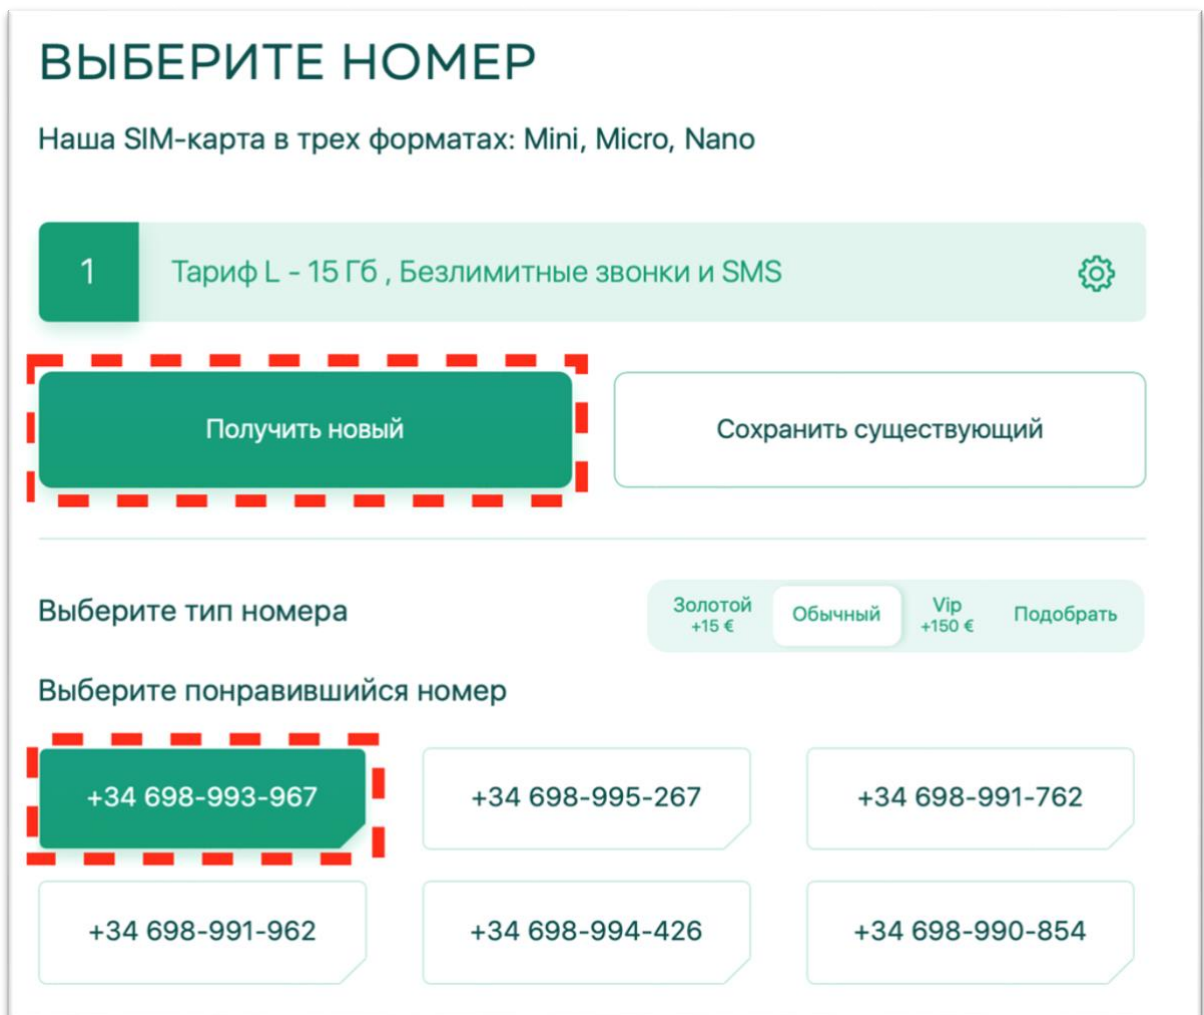 ВЫБЕРИТЕ НОМЕР
Наша SIM-карта в трех форматах: Mini, Micro, Nano
1 Тариф L - 15 Гб , Безлимитные звонки и SMS
Получить новый Сохранить существующий
Выберите тип номера
Золотой +15 € Обычный Vip +150 € Подобрать
Выберите понравившийся номер
+34 698-993-967 +34 698-995-267 +34 698-991-762
+34 698-991-962 +34 698-994-426 +34 698-990-854